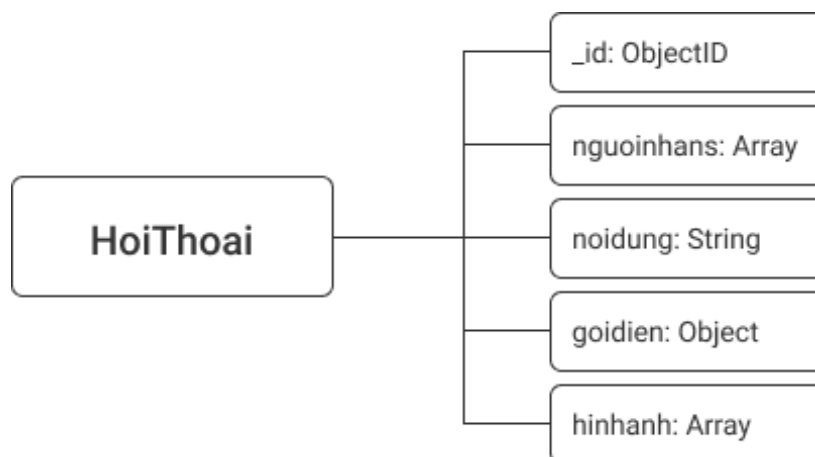 HoiThoai
_id: ObjectID
nguoinhans: Array
noidung: String
goidien: Object
hinhanh: Array